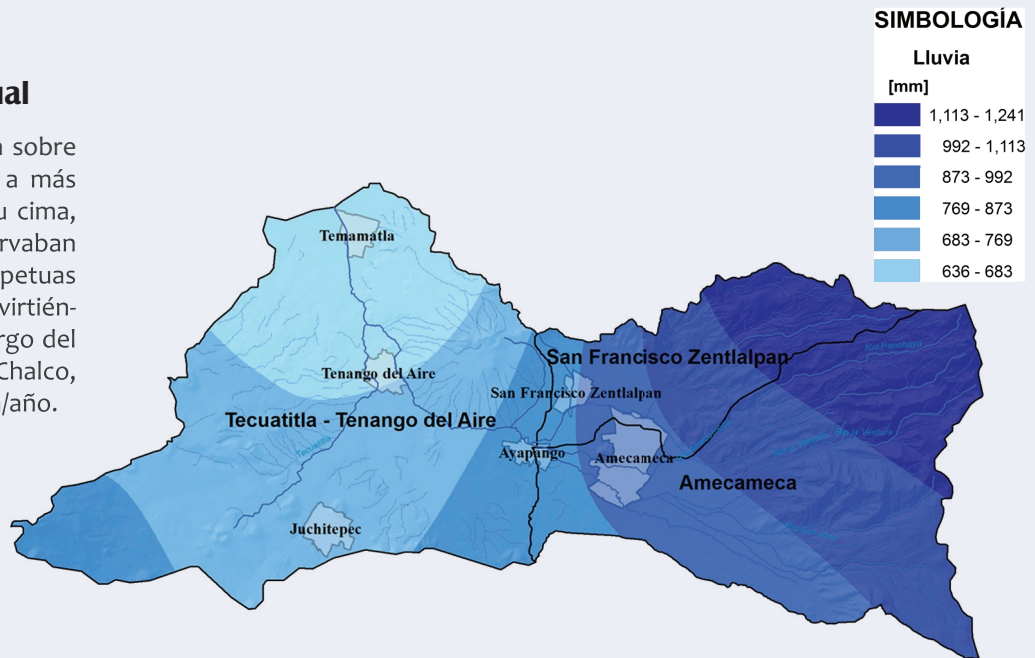 ual
sobre
a más
u cima,
rvaban
petuas
virtién-
rgo del
Chalco,
/año.
SIMBOLOGÍA
Lluvia
[mm]
1,113 - 1,241
992 - 1,113
873 - 992
769 - 873
683 - 769
636 - 683
Temamatla
San Francisco Zentlalpan
Tenango del Aire
San Francisco Zentlalpan
Tecuatitla - Tenango del Aire
Tecuatitla
Ayapango
Amecameca
Amecameca
Juchitepec